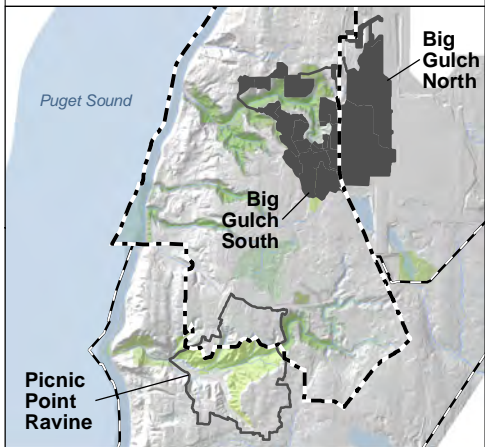 Big
Gulch
North
Puget Sound
Big
Gulch
South
Picnic
Point
Ravine